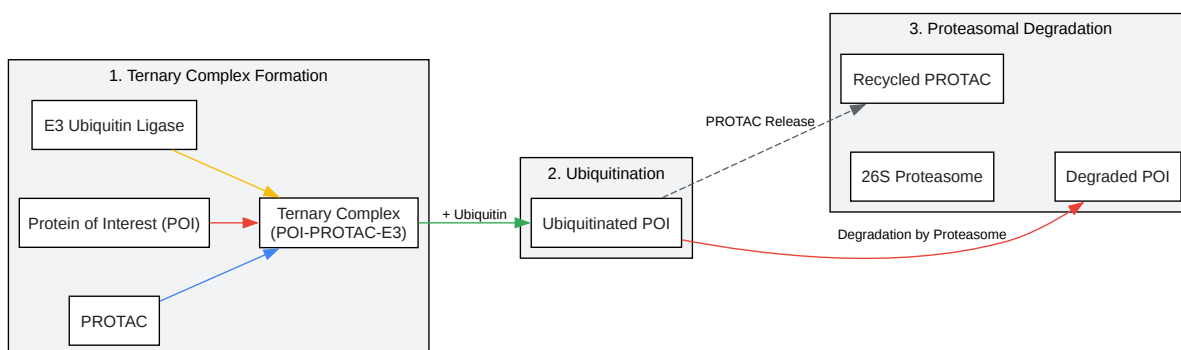 1. Ternary Complex Formation
E3 Ubiquitin Ligase
Protein of Interest (POI)
PROTAC
Ternary Complex
(POI-PROTAC-E3)
+ Ubiquitin
2. Ubiquitination
Ubiquitinated POI
PROTAC Release
Degradation by Proteasome
3. Proteasomal Degradation
Recycled PROTAC
26S Proteasome
Degraded POI